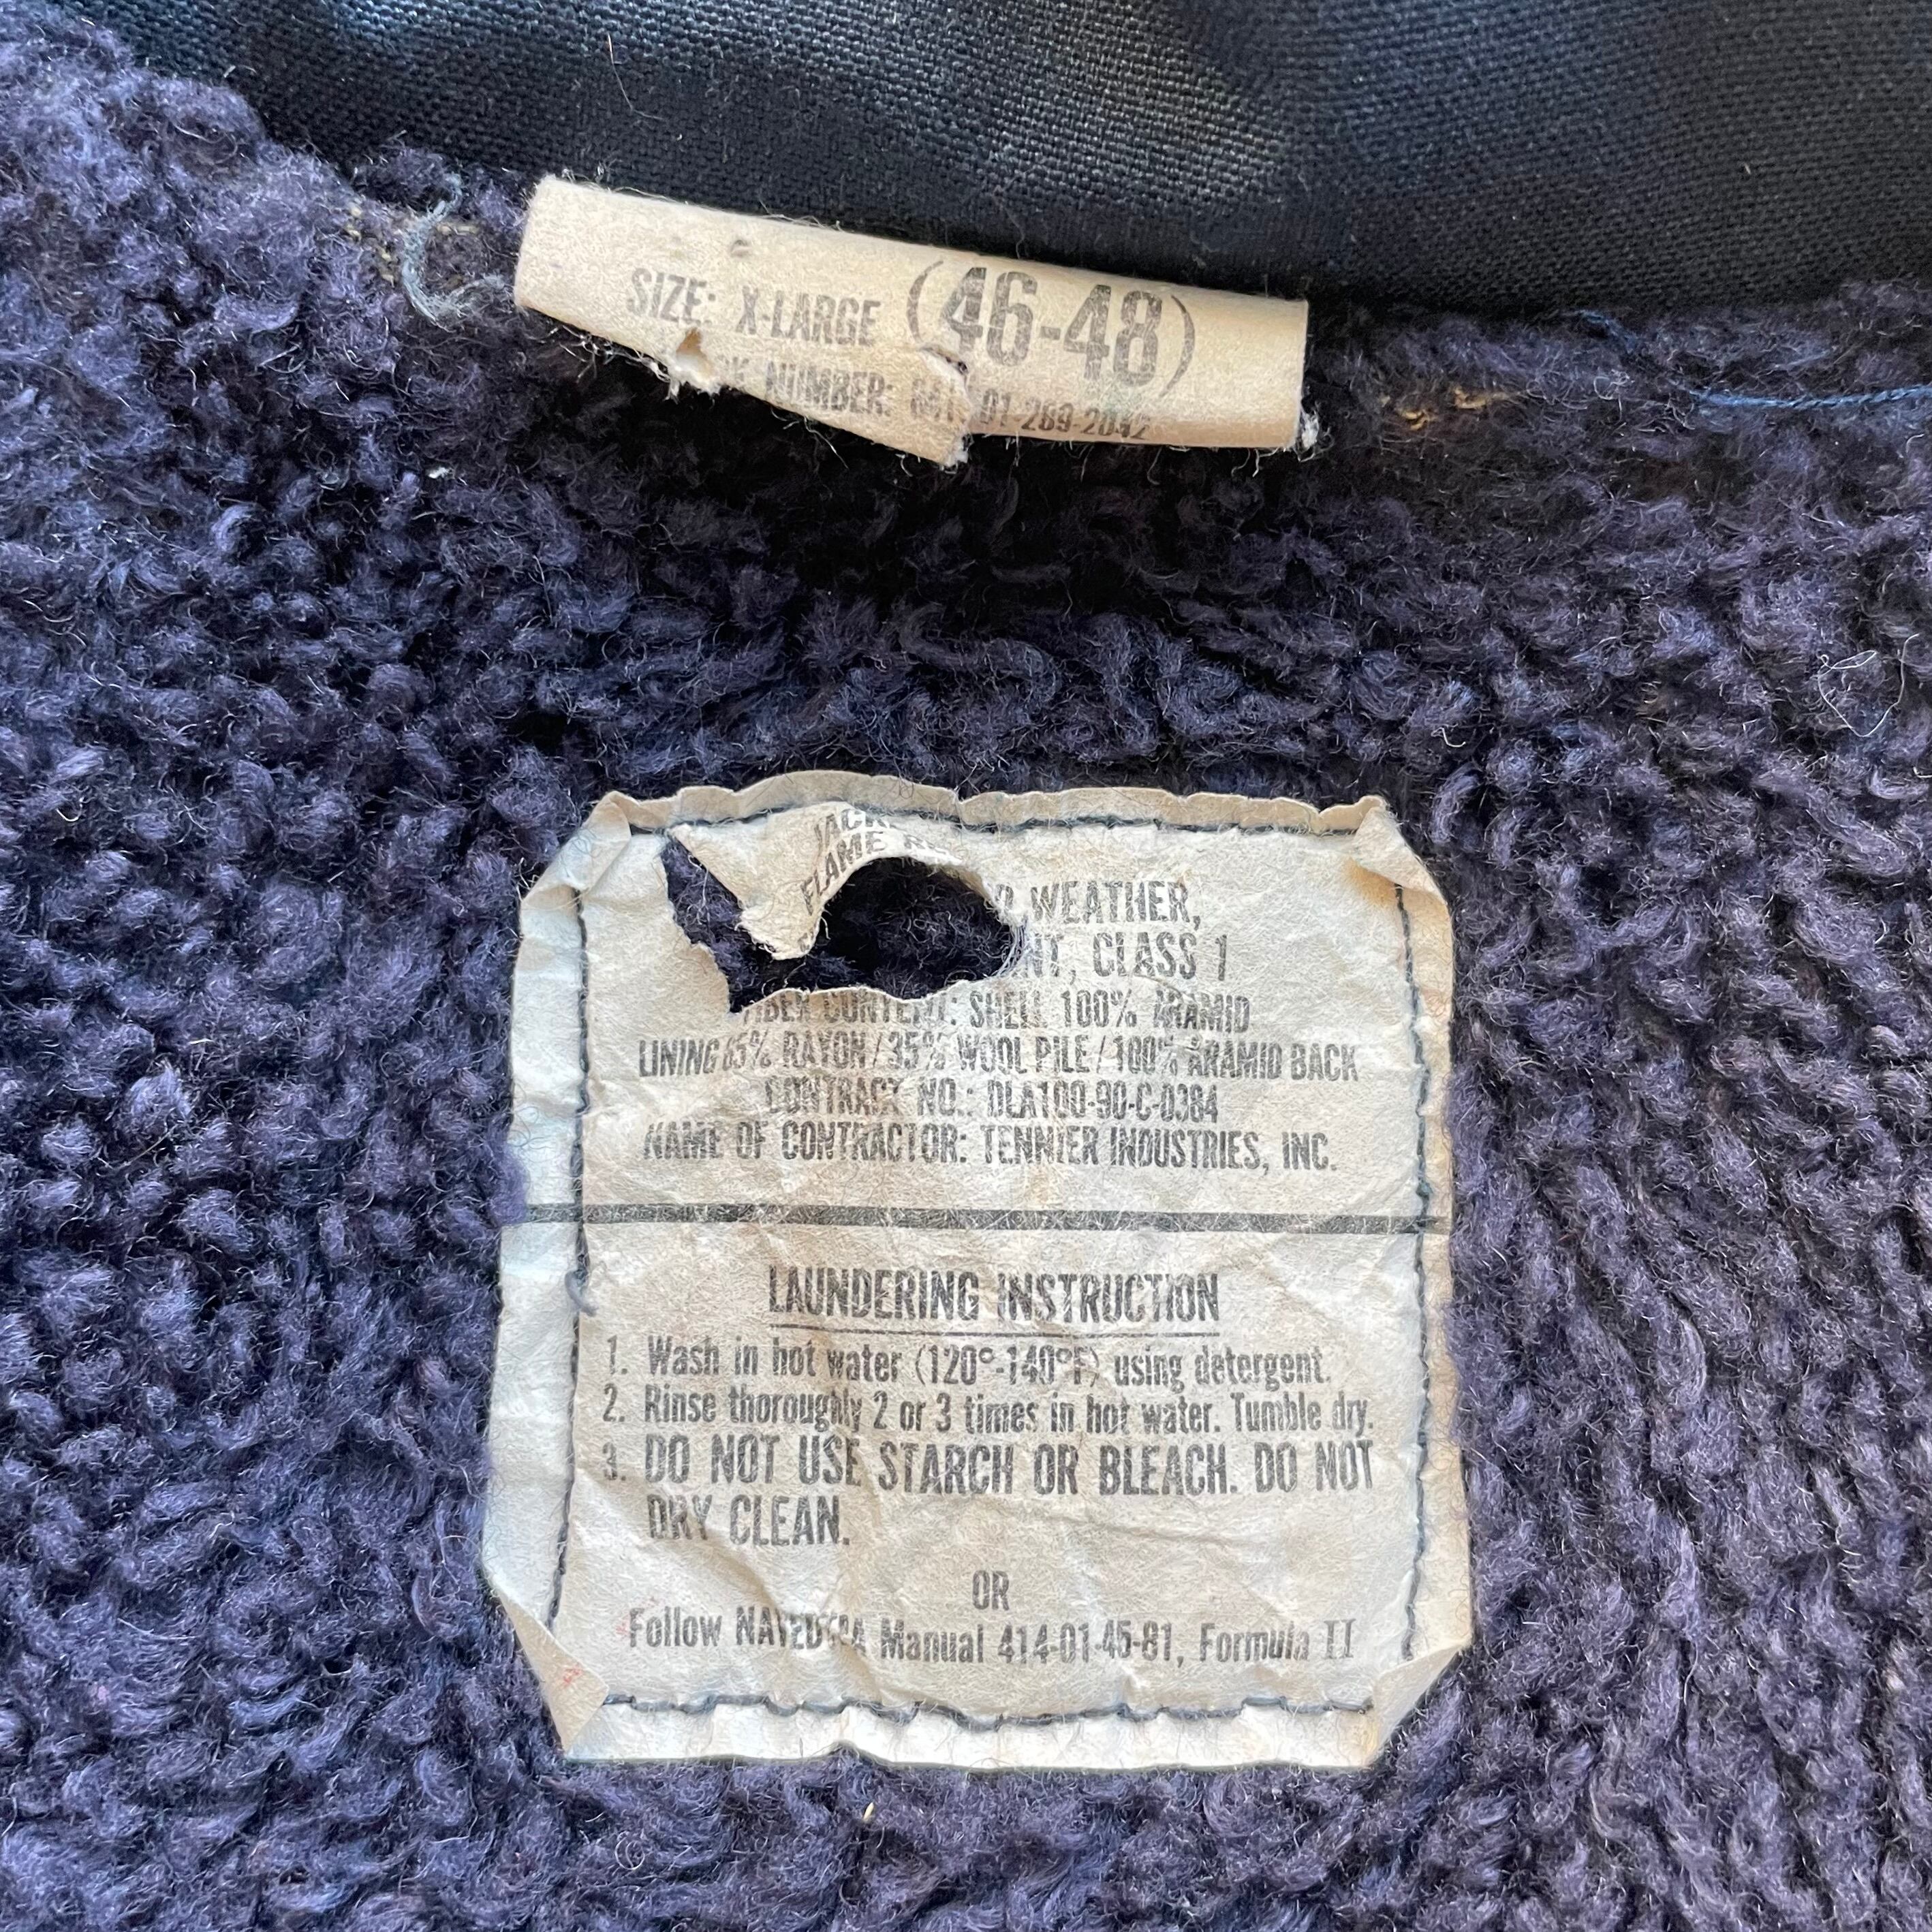 SIZE: X-LARGE (46-48)
NUMBER: 01-269-2042
FLAME
WEATHER,
CLASS 1
CONTENT: SHELL 100% ARAMID
LINING 65% RAYON / 35% WOOL PILE / 100% ARAMID BACK
CONTRACT NO.: DLA100-90-C-0384
NAME OF CONTRACTOR: TENNIER INDUSTRIES, INC.
LAUNDERING INSTRUCTION
1. Wash in hot water (120°-140°F) using detergent.
2. Rinse thoroughly 2 or 3 times in hot water. Tumble dry.
3. DO NOT USE STARCH OR BLEACH. DO NOT
DRY CLEAN.
OR
Follow Manual 414-01-45-81, Formula II